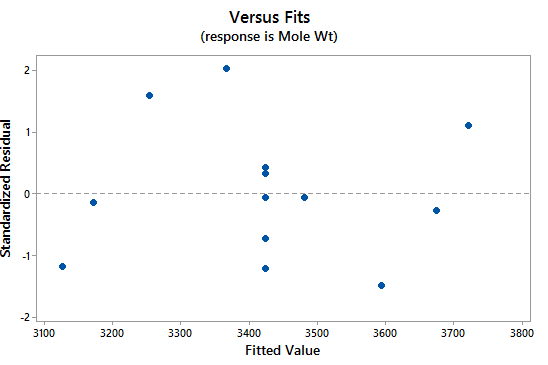 Versus Fits
(response is Mole Wt)
Standardized Residual
2
1
0
-1
-2
3100 3200 3300 3400 3500 3600 3700 3800
Fitted Value